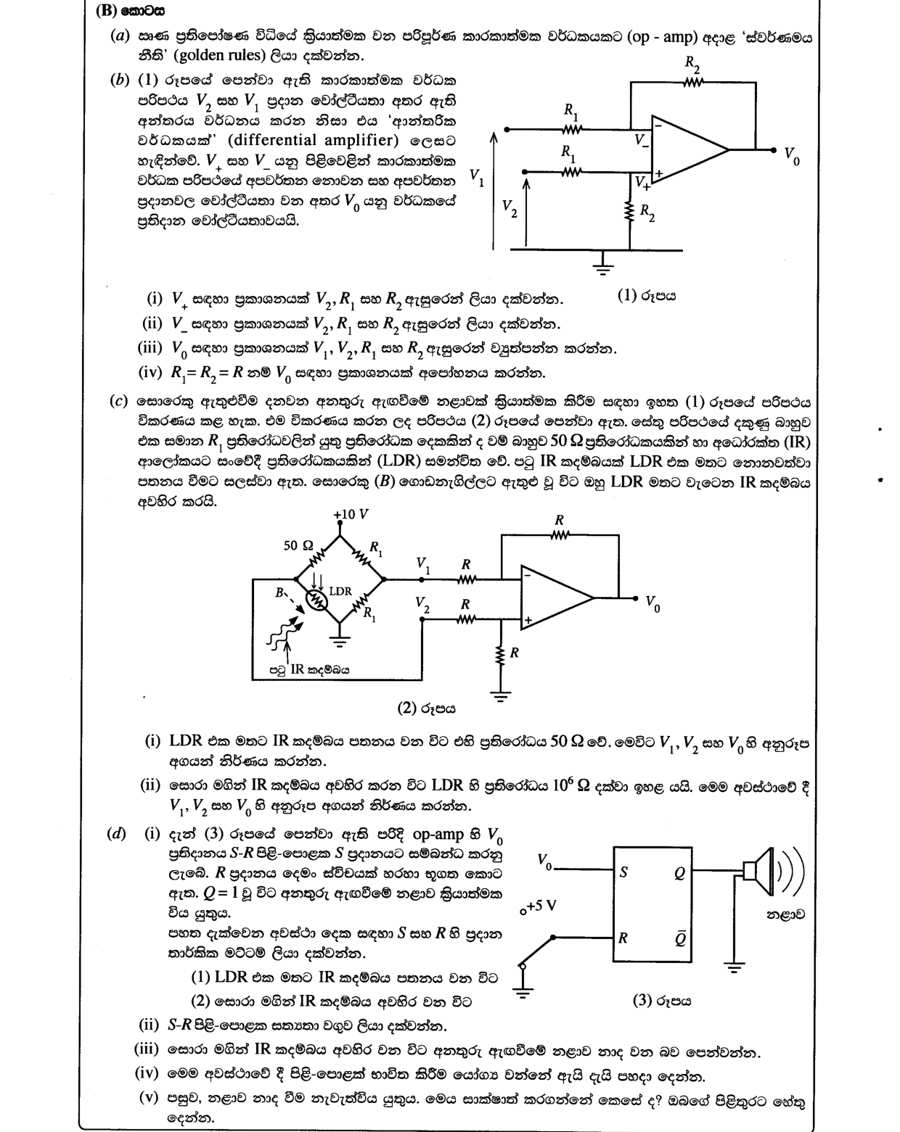 (B) කොටස
(a) ඍණ ප්‍රතිපෝෂණ විධියේ ක්‍රියාත්මක වන පරිපූර්ණ කාරකාත්මක වර්ධකයකට (op - amp) අදාළ ‘ස්වර්ණමය
නීති’ (golden rules) ලියා දක්වන්න.
(b) (1) රූපයේ පෙන්වා ඇති කාරකාත්මක වර්ධක
පරිපථය V₂ සහ V₁ ප්‍රදාන වෝල්ටීයතා අතර ඇති
අන්තරය වර්ධනය කරන නිසා එය ‘ආන්තරික
වර්ධකයක්’ (differential amplifier) ලෙසට
හැඳින්වේ. V₊ සහ V₋ යනු පිළිවෙළින් කාරකාත්මක
වර්ධක පරිපථයේ අපවර්තන නොවන සහ අපවර්තන
ප්‍රදානවල වෝල්ටීයතා වන අතර V₀ යනු වර්ධකයේ
ප්‍රතිදාන වෝල්ටීයතාවයයි.
R₂
R₁
−
V₋
V₀
R₁
+
V₊
V₁
V₂
R₂
(1) රූපය
(i) V₊ සඳහා ප්‍රකාශනයක් V₂, R₁ සහ R₂ ඇසුරෙන් ලියා දක්වන්න.
(ii) V₋ සඳහා ප්‍රකාශනයක් V₂, R₁ සහ R₂ ඇසුරෙන් ලියා දක්වන්න.
(iii) V₀ සඳහා ප්‍රකාශනයක් V₁, V₂, R₁ සහ R₂ ඇසුරෙන් ව්‍යුත්පන්න කරන්න.
(iv) R₁= R₂ = R නම් V₀ සඳහා ප්‍රකාශනයක් අපෝහනය කරන්න.
(c) සොරෙකු ඇතුළුවීම දනවන අනතුරු ඇඟවීමේ නළාවක් ක්‍රියාත්මක කිරීම සඳහා ඉහත (1) රූපයේ පරිපථය
විකරණය කළ හැක. එම විකරණය කරන ලද පරිපථය (2) රූපයේ පෙන්වා ඇත. සේතු පරිපථයේ දකුණු බාහුව
එක සමාන R₁ ප්‍රතිරෝධවලින් යුතු ප්‍රතිරෝධක දෙකකින් ද වම් බාහුව 50 Ω ප්‍රතිරෝධකයකින් හා අධෝරක්ත (IR)
ආලෝකයට සංවේදී ප්‍රතිරෝධකයකින් (LDR) සමන්විත වේ. පටු IR කදම්බයක් LDR එක මතට නොනවත්වා
පතනය වීමට සලස්වා ඇත. සොරෙකු (B) ගොඩනැගිල්ලට ඇතුළු වූ විට ඔහු LDR මතට වැටෙන IR කදම්බය
අවහිර කරයි.
+10 V
50 Ω
R₁
B
LDR
R₁
පටු IR කදම්බය
V₁
R
R
−
V₂
R
+
V₀
R
(2) රූපය
(i) LDR එක මතට IR කදම්බය පතනය වන විට එහි ප්‍රතිරෝධය 50 Ω වේ. මෙවිට V₁, V₂ සහ V₀ හි අනුරූප
අගයන් නිර්ණය කරන්න.
(ii) සොරා මගින් IR කදම්බය අවහිර කරන විට LDR හි ප්‍රතිරෝධය 10⁶ Ω දක්වා ඉහළ යයි. මෙම අවස්ථාවේ දී
V₁, V₂ සහ V₀ හි අනුරූප අගයන් නිර්ණය කරන්න.
(d) (i) දැන් (3) රූපයේ පෙන්වා ඇති පරිදි op-amp හි V₀
ප්‍රතිදානය S-R පිළි-පොළක S ප්‍රදානයට සම්බන්ධ කරනු
ලැබේ. R ප්‍රදානය දෙමං ස්විචයක් හරහා භූගත කොට
ඇත. Q = 1 වූ විට අනතුරු ඇඟවීමේ නළාව ක්‍රියාත්මක
විය යුතුය.
පහත දැක්වෙන අවස්ථා දෙක සඳහා S සහ R හි ප්‍රදාන
තාර්කික මට්ටම් ලියා දක්වන්න.
(1) LDR එක මතට IR කදම්බය පතනය වන විට
(2) සොරා මගින් IR කදම්බය අවහිර වන විට
V₀
S
Q
+5 V
R
Q̅
නළාව
(3) රූපය
(ii) S-R පිළි-පොළක සත්‍යතා වගුව ලියා දක්වන්න.
(iii) සොරා මගින් IR කදම්බය අවහිර වන විට අනතුරු ඇඟවීමේ නළාව නාද වන බව පෙන්වන්න.
(iv) මෙම අවස්ථාවේ දී පිළි-පොළක් භාවිත කිරීම යෝග්‍ය වන්නේ ඇයි දැයි පහදා දෙන්න.
(v) පසුව, නළාව නාද වීම නැවැත්විය යුතුය. මෙය සාක්ෂාත් කරගන්නේ කෙසේ ද? ඔබගේ පිළිතුරට හේතු
දෙන්න.